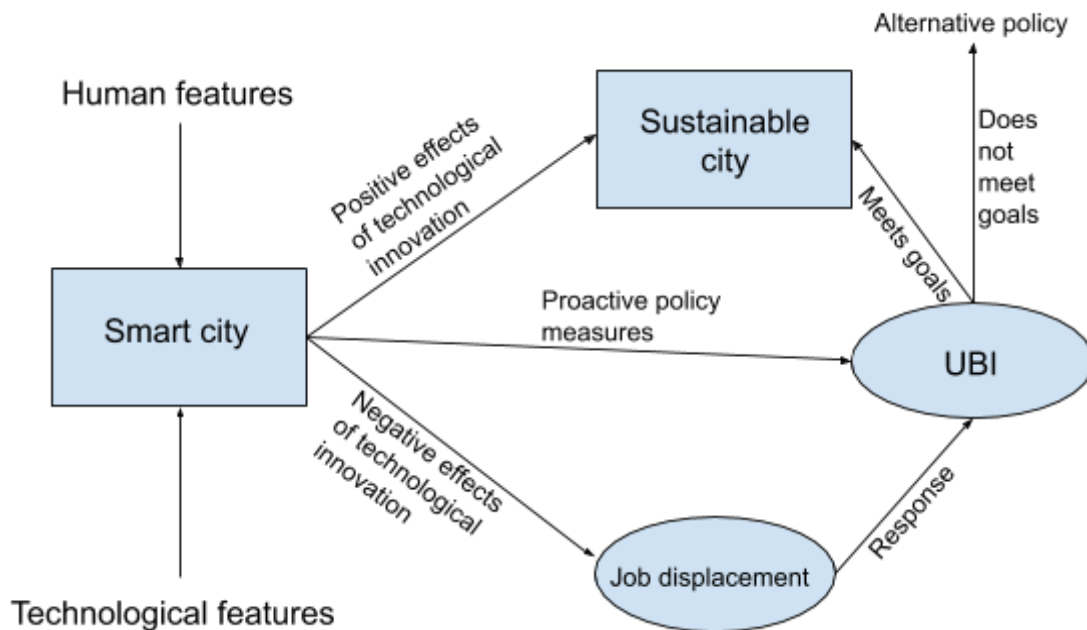 Alternative policy
Human features
Positive effects
of technological
innovation
Sustainable
city
Does
not
meet
goals
Meets goals
Smart city
Proactive policy
measures
UBI
Negative effects
of technological
innovation
Response
Job displacement
Technological features